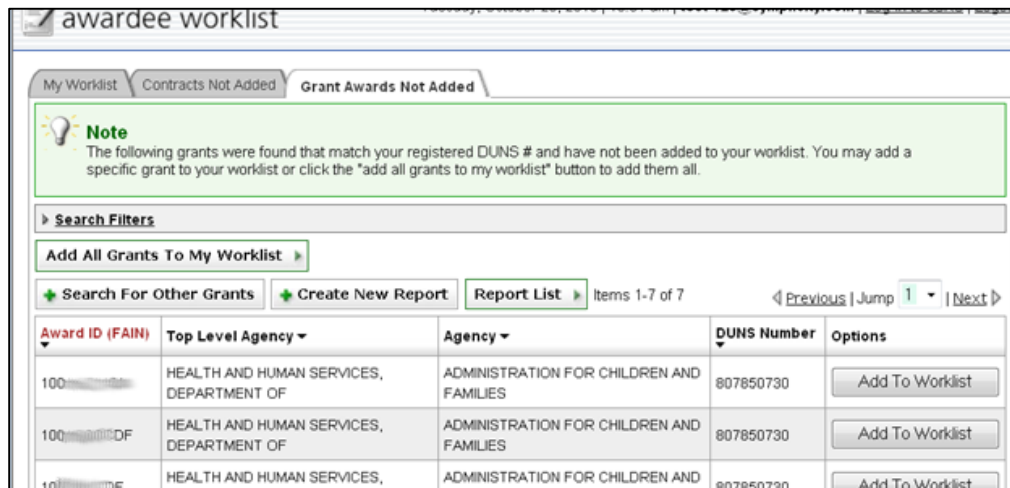 awardee worklist
My Worklist Contracts Not Added Grant Awards Not Added
Note
The following grants were found that match your registered DUNS # and have not been added to your worklist. You may add a
specific grant to your worklist or click the "add all grants to my worklist" button to add them all.
Search Filters
Add All Grants To My Worklist
Search For Other Grants Create New Report Report List Items 1-7 of 7 Previous | Jump 1 | Next
Award ID (FAIN) Top Level Agency Agency DUNS Number Options
HEALTH AND HUMAN SERVICES, ADMINISTRATION FOR CHILDREN AND
100 807850730 Add To Worklist
DEPARTMENT OF FAMILIES
HEALTH AND HUMAN SERVICES, ADMINISTRATION FOR CHILDREN AND
100 DF 807850730 Add To Worklist
DEPARTMENT OF FAMILIES
HEALTH AND HUMAN SERVICES, ADMINISTRATION FOR CHILDREN AND
807850730 Add To Worklist